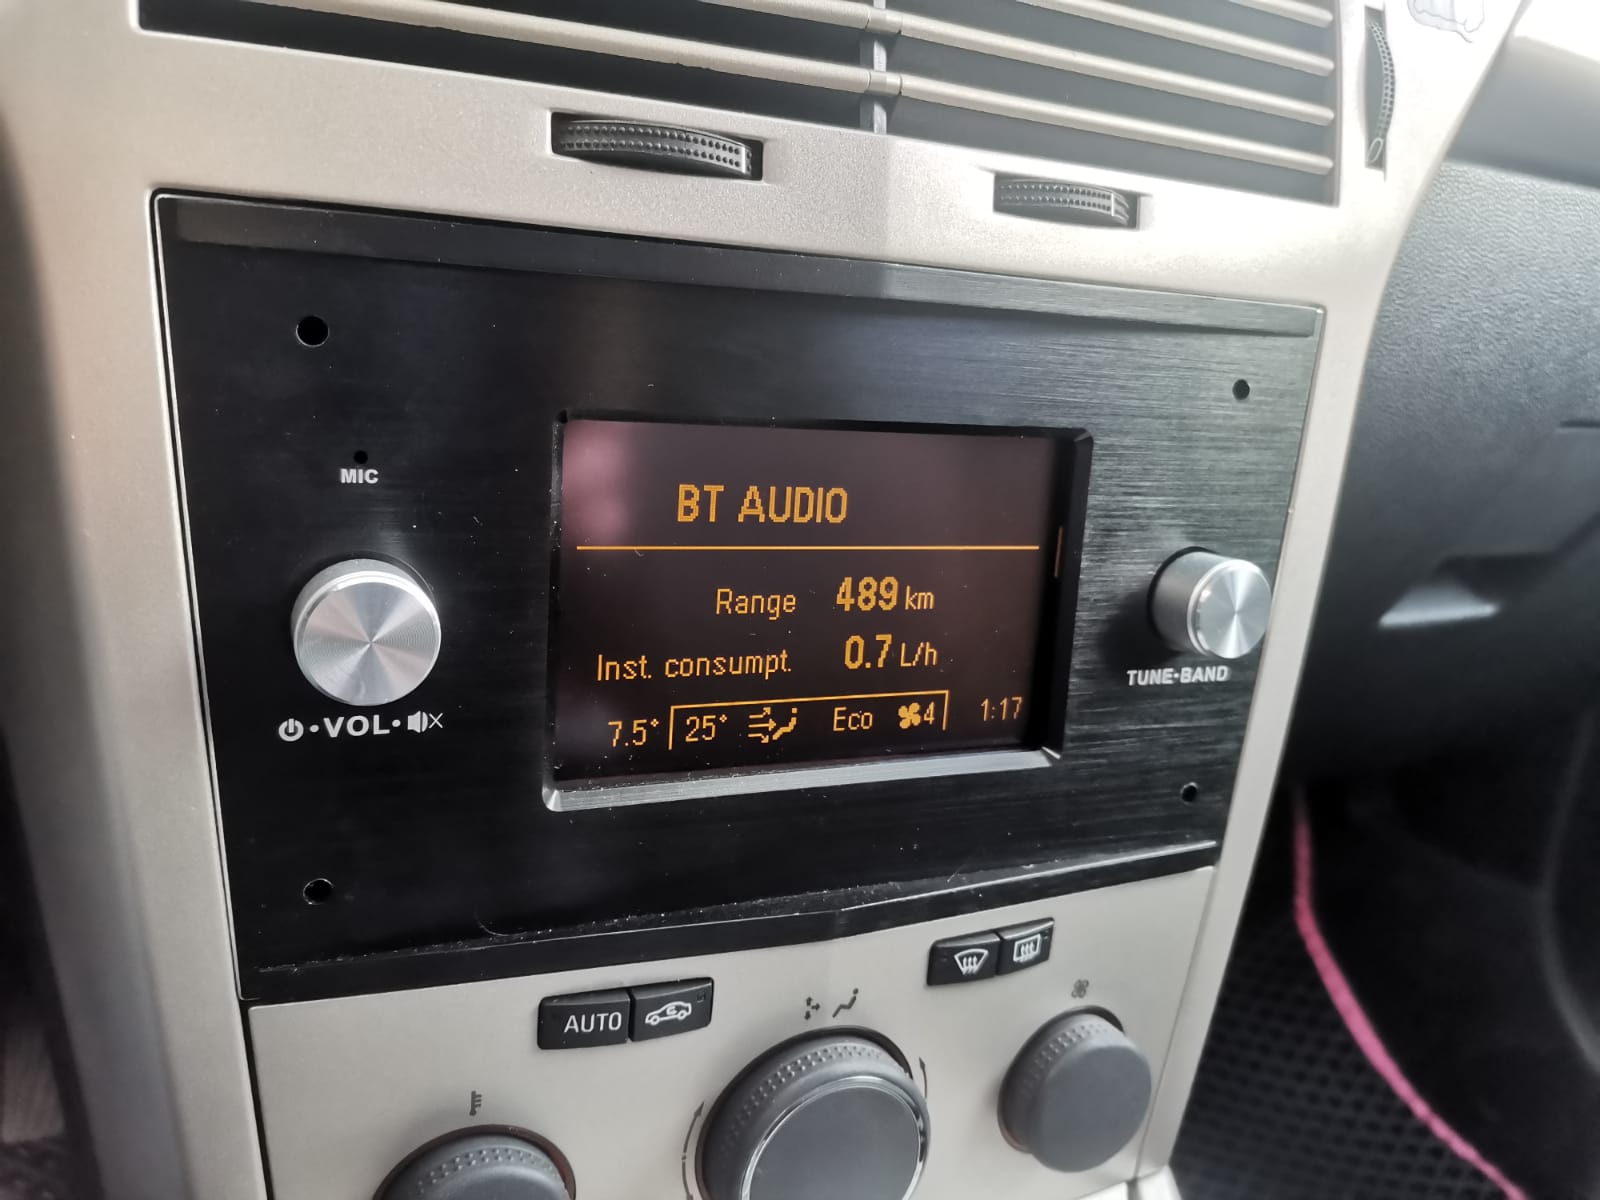 MIC
BT AUDIO
Range 489 km
Inst. consumpt. 0.7 L/h
7.5° 25° Eco 4 1:17
VOL
TUNE·BAND
AUTO